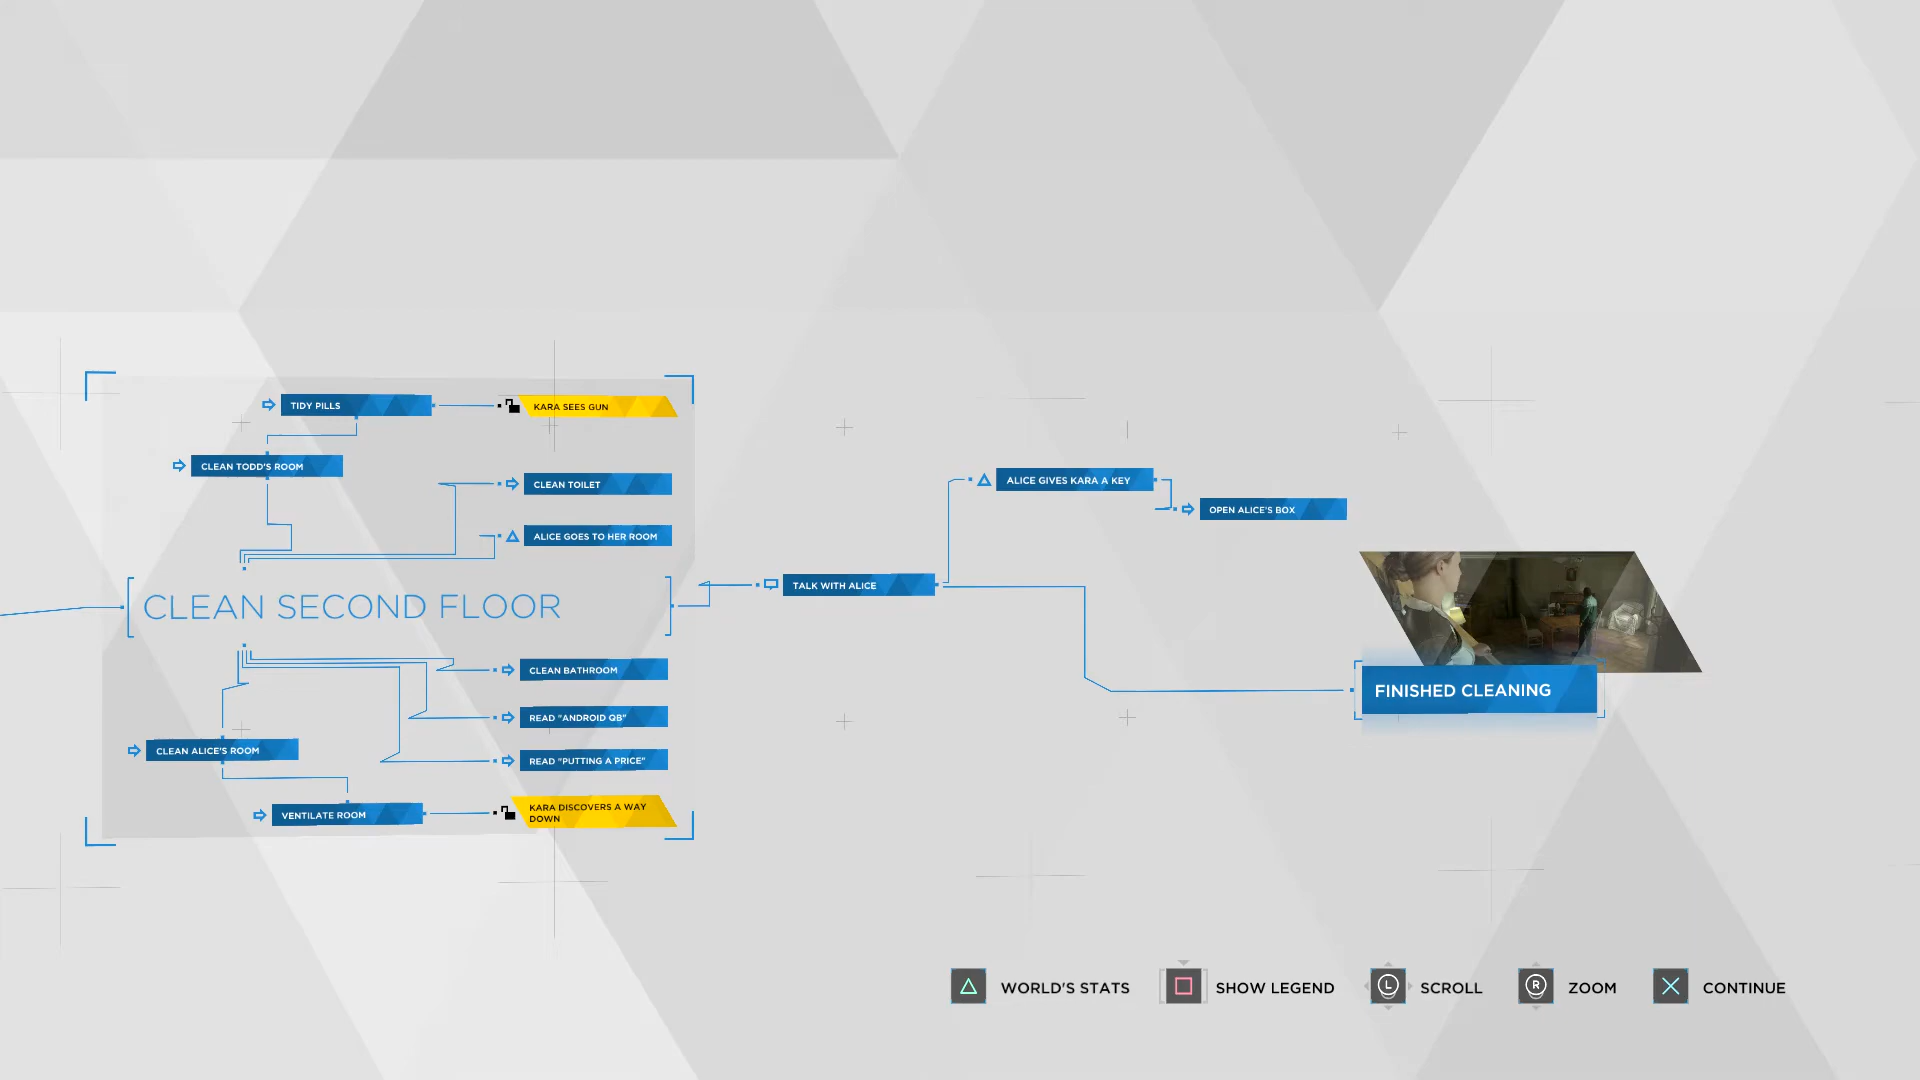 TIDY PILLS
KARA SEES GUN
CLEAN TODD'S ROOM
CLEAN TOILET
ALICE GOES TO HER ROOM
CLEAN SECOND FLOOR
CLEAN BATHROOM
READ "ANDROID QB"
CLEAN ALICE'S ROOM
READ "PUTTING A PRICE"
VENTILATE ROOM
KARA DISCOVERS A WAY
DOWN
TALK WITH ALICE
ALICE GIVES KARA A KEY
OPEN ALICE'S BOX
FINISHED CLEANING
WORLD'S STATS
SHOW LEGEND
L
SCROLL
R
ZOOM
CONTINUE